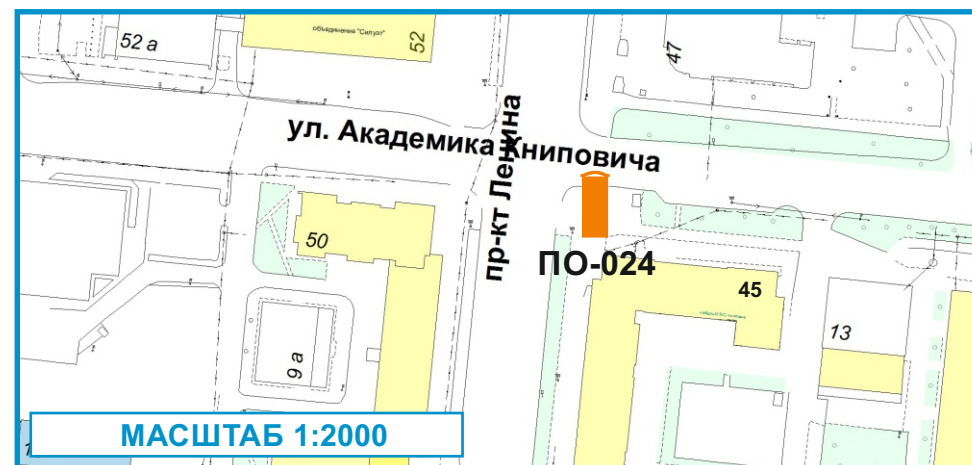 объединения "Силуэт"
52 а
52
47
ул. Академика Книповича
пр-кт Ленина
ПО-024
50
45
13
9 а
МАСШТАБ 1:2000